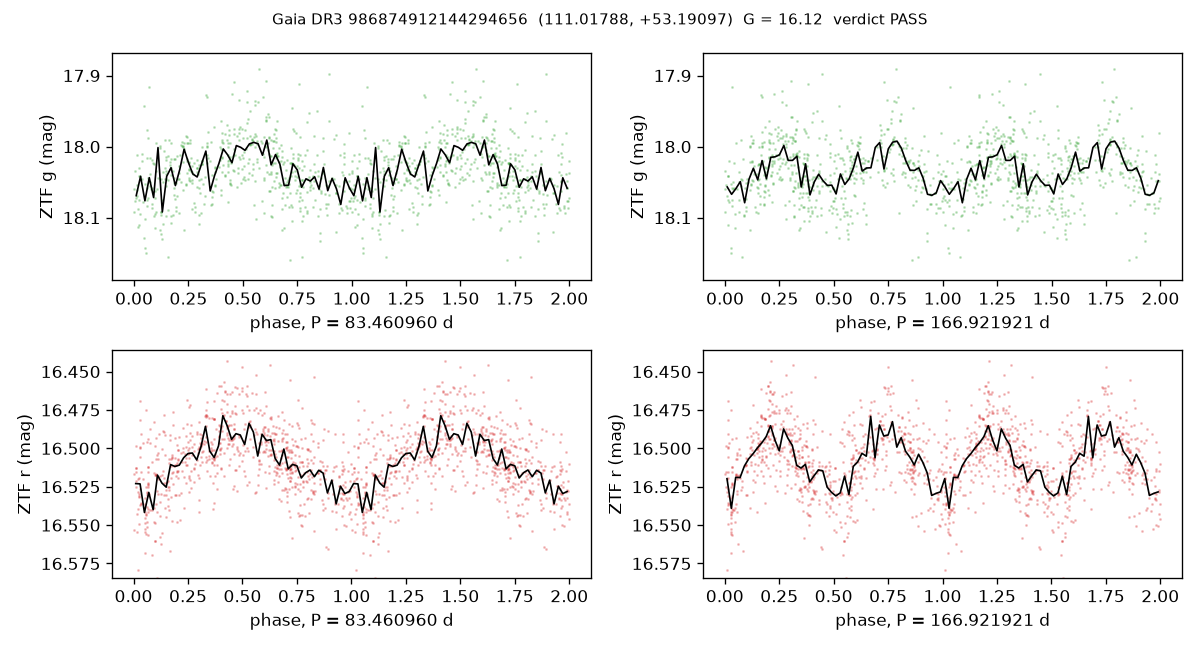 Gaia DR3 986874912144294656 (111.01788, +53.19097) G = 16.12 verdict PASS
ZTF g (mag)
17.9
18.0
18.1
0.00 0.25 0.50 0.75 1.00 1.25 1.50 1.75 2.00
phase, P = 83.460960 d
ZTF g (mag)
17.9
18.0
18.1
0.00 0.25 0.50 0.75 1.00 1.25 1.50 1.75 2.00
phase, P = 166.921921 d
ZTF r (mag)
16.450
16.475
16.500
16.525
16.550
16.575
0.00 0.25 0.50 0.75 1.00 1.25 1.50 1.75 2.00
phase, P = 83.460960 d
ZTF r (mag)
16.450
16.475
16.500
16.525
16.550
16.575
0.00 0.25 0.50 0.75 1.00 1.25 1.50 1.75 2.00
phase, P = 166.921921 d